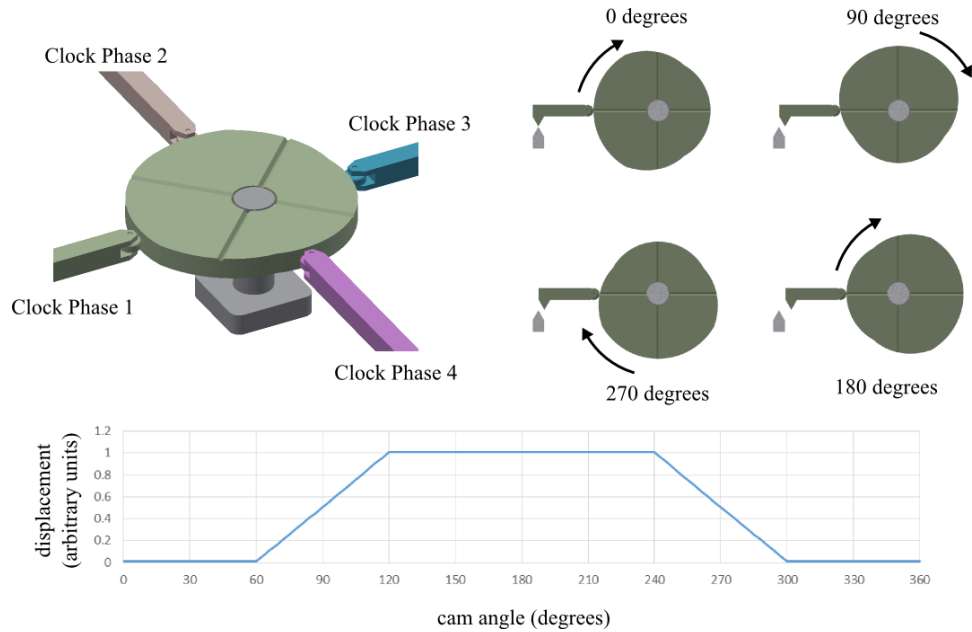 0 degrees
90 degrees
Clock Phase 2
Clock Phase 3
Clock Phase 1
Clock Phase 4
270 degrees
180 degrees
displacement
(arbitrary units)
1.2
1
0.8
0.6
0.4
0.2
0
0 30 60 90 120 150 180 210 240 270 300 330 360
cam angle (degrees)